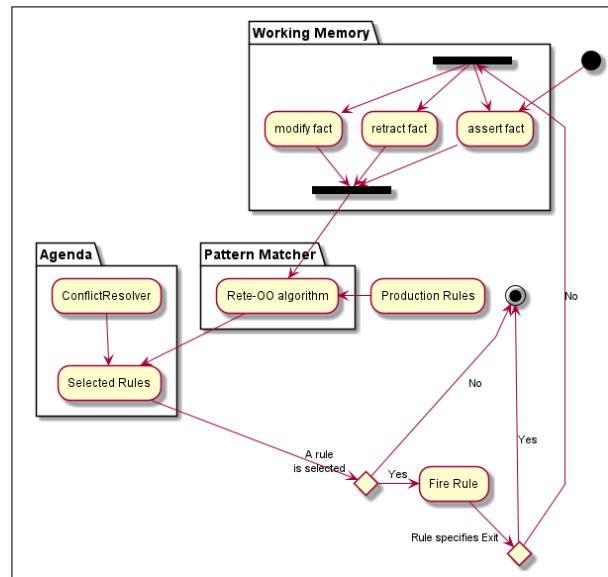 Working Memory
modify fact
retract fact
assert fact
Agenda
Pattern Matcher
ConflictResolver
Rete-OO algorithm
Production Rules
No
Selected Rules
No
Yes
A rule
is selected
Yes
Fire Rule
Rule specifies Exit